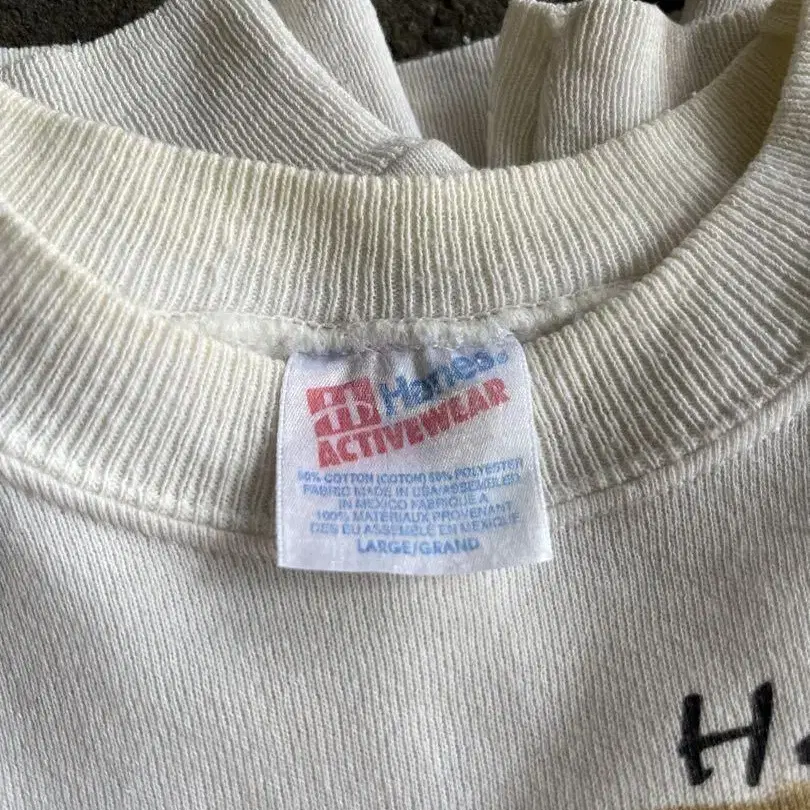 Hanes®
ACTIVEWEAR
50% COTTON (COTON) 50% POLYESTER
FABRIC MADE IN USA/ASSEMBLED
IN MEXICO FABRIQUE A
100% MATERIAUX PROVENANT
DES EU ASSEMBLÉ EN MEXIQUE
LARGE/GRAND
H